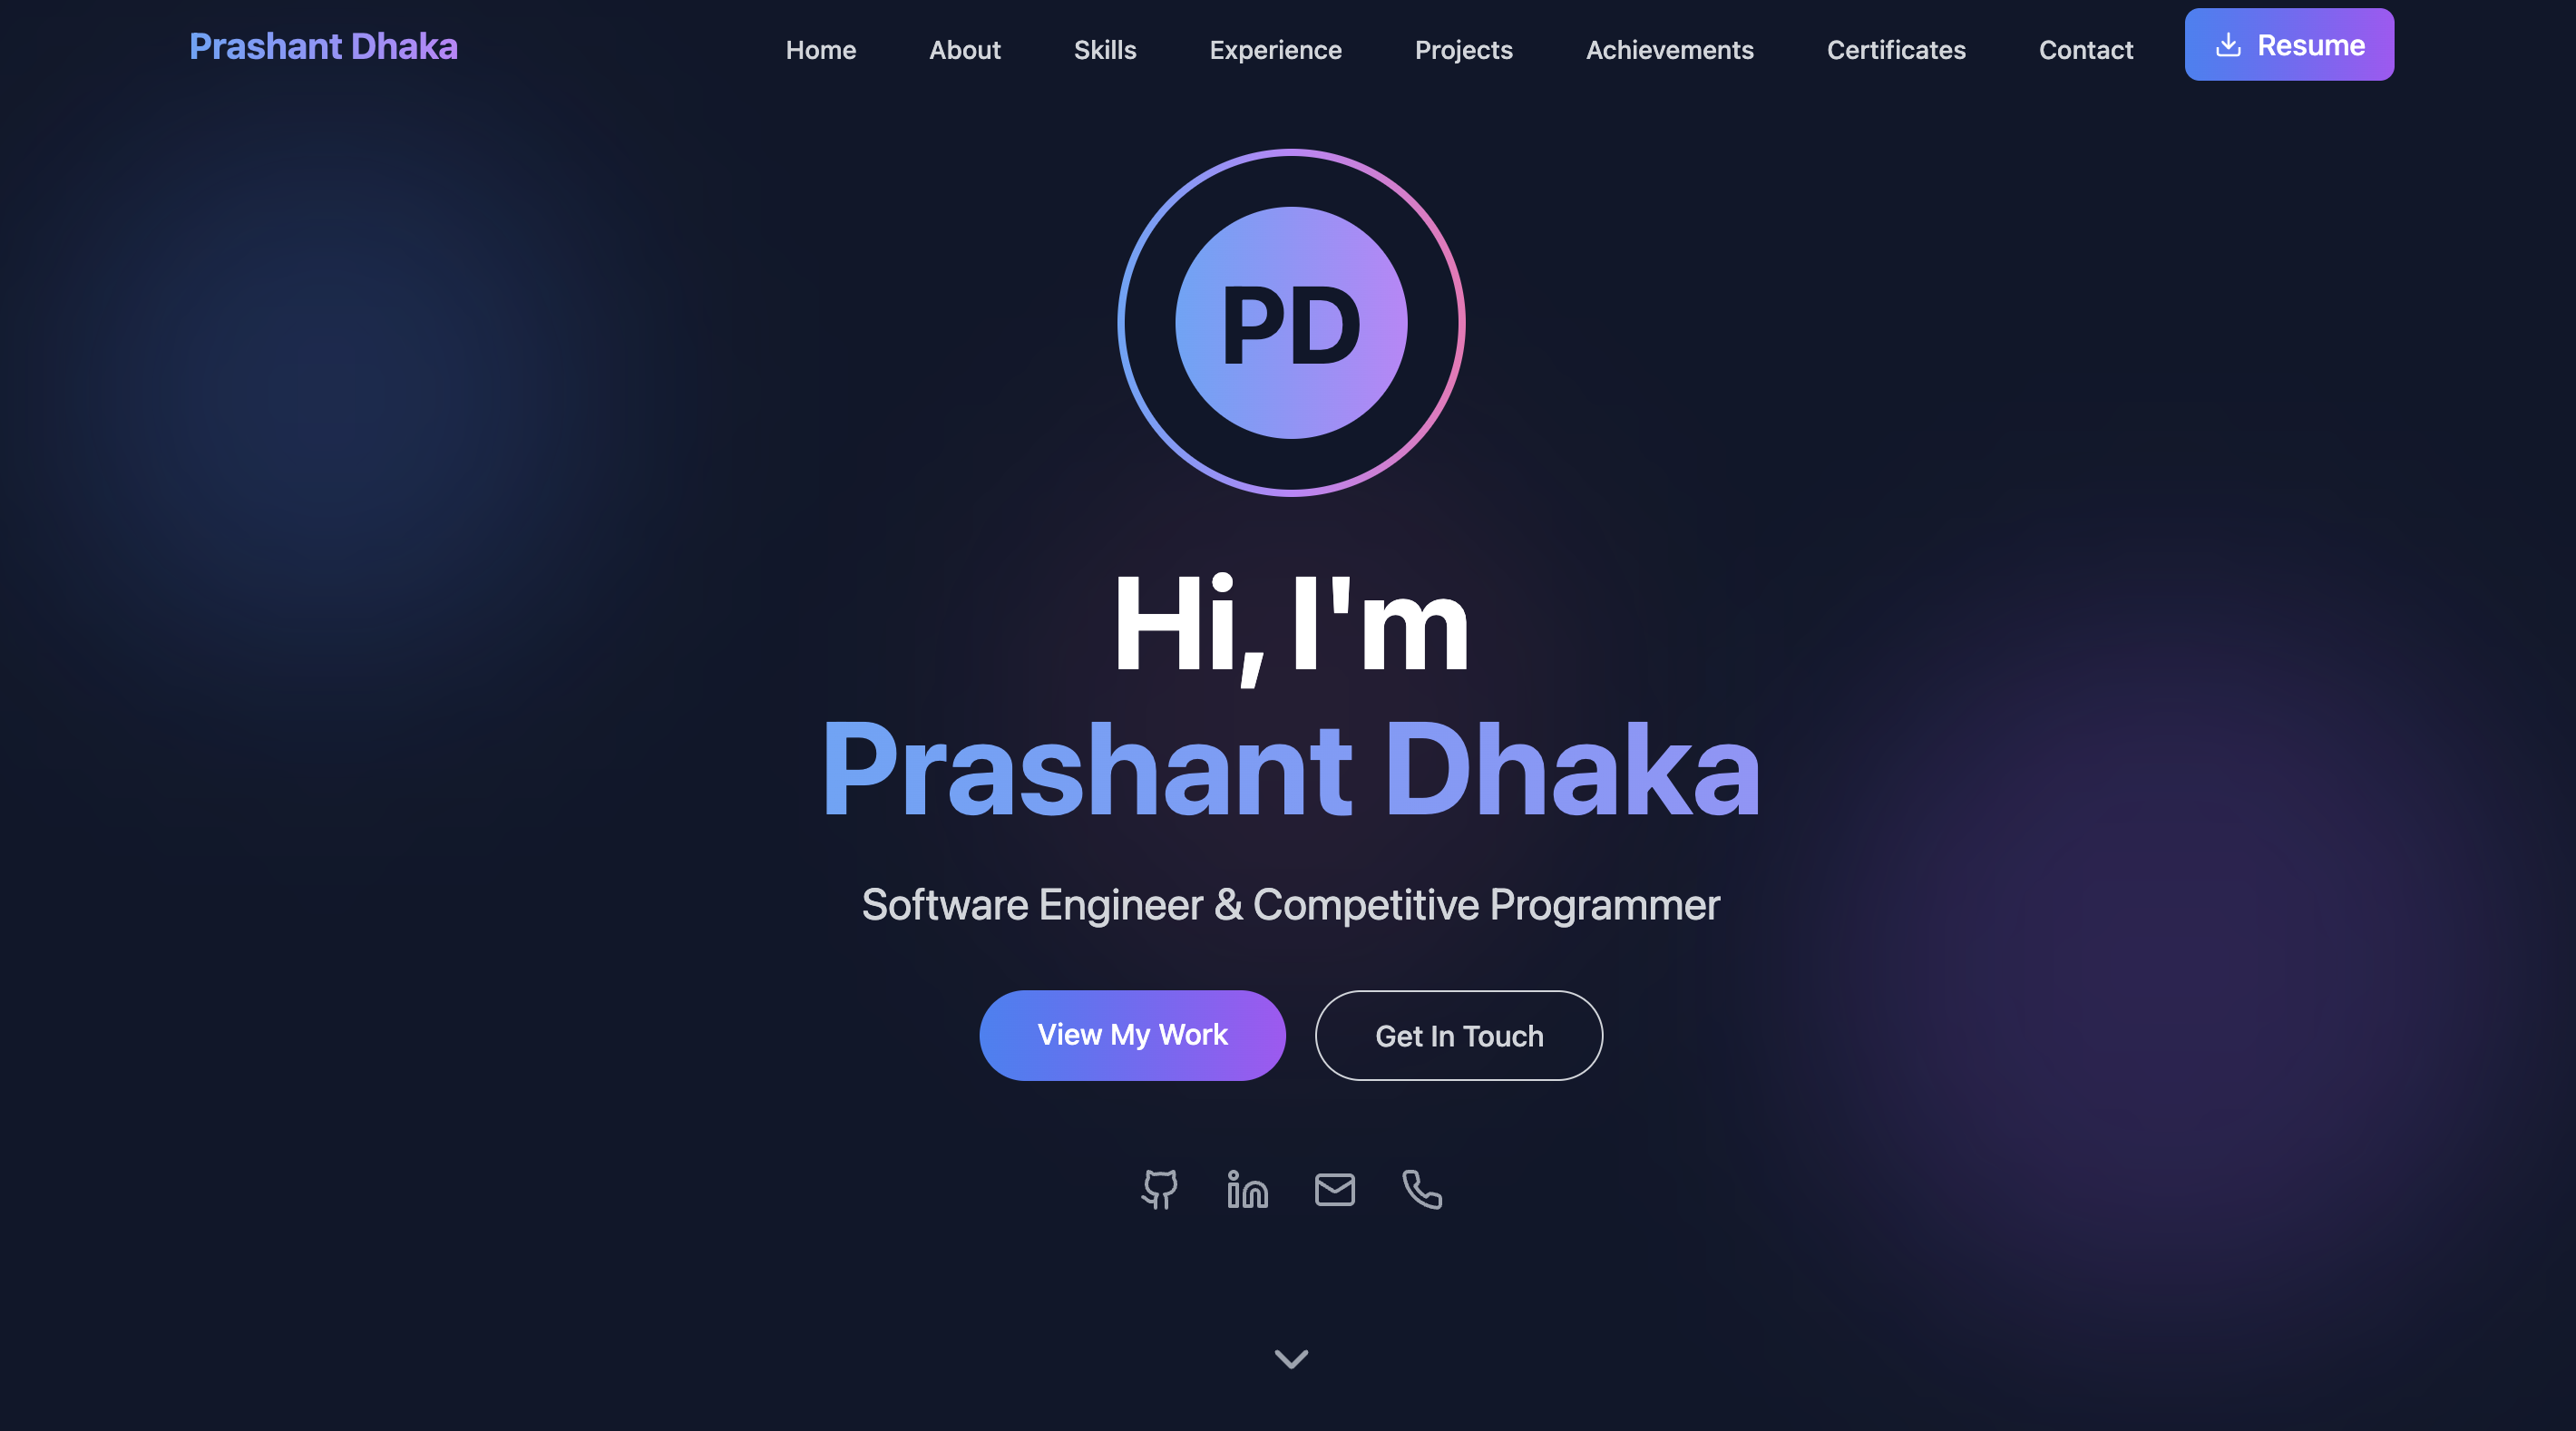 Prashant Dhaka
Home About Skills Experience Projects Achievements Certificates Contact Resume
PD
Hi, I'm
Prashant Dhaka
Software Engineer & Competitive Programmer
View My Work Get In Touch